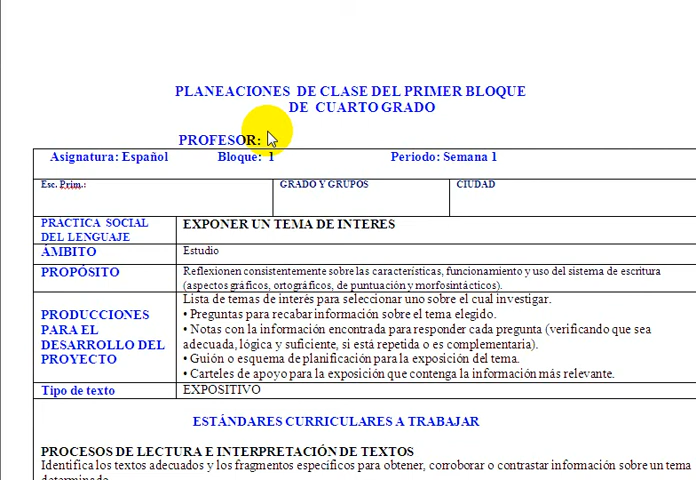 PLANEACIONES DE CLASE DEL PRIMER BLOQUE
DE CUARTO GRADO
PROFESOR:
Asignatura: Español Bloque: 1 Periodo: Semana 1
Esc. Prim.: GRADO Y GRUPOS CIUDAD
PRACTICA SOCIAL DEL LENGUAJE
EXPONER UN TEMA DE INTERES
ÁMBITO
Estudio
PROPÓSITO
Reflexionen consistentemente sobre las características, funcionamiento y uso del sistema de escritura
(aspectos gráficos, ortográficos, de puntuación y morfosintácticos).
PRODUCCIONES
PARA EL
DESARROLLO DEL
PROYECTO
Lista de temas de interés para seleccionar uno sobre el cual investigar.
• Preguntas para recabar información sobre el tema elegido.
• Notas con la información encontrada para responder cada pregunta (verificando que sea
adecuada, lógica y suficiente, si está repetida o es complementaria).
• Guión o esquema de planificación para la exposición del tema.
• Carteles de apoyo para la exposición que contenga la información más relevante.
Tipo de texto
EXPOSITIVO
ESTÁNDARES CURRICULARES A TRABAJAR
PROCESOS DE LECTURA E INTERPRETACIÓN DE TEXTOS
Identifica los textos adecuados y los fragmentos específicos para obtener, corroborar o contrastar información sobre un tema
determinado.